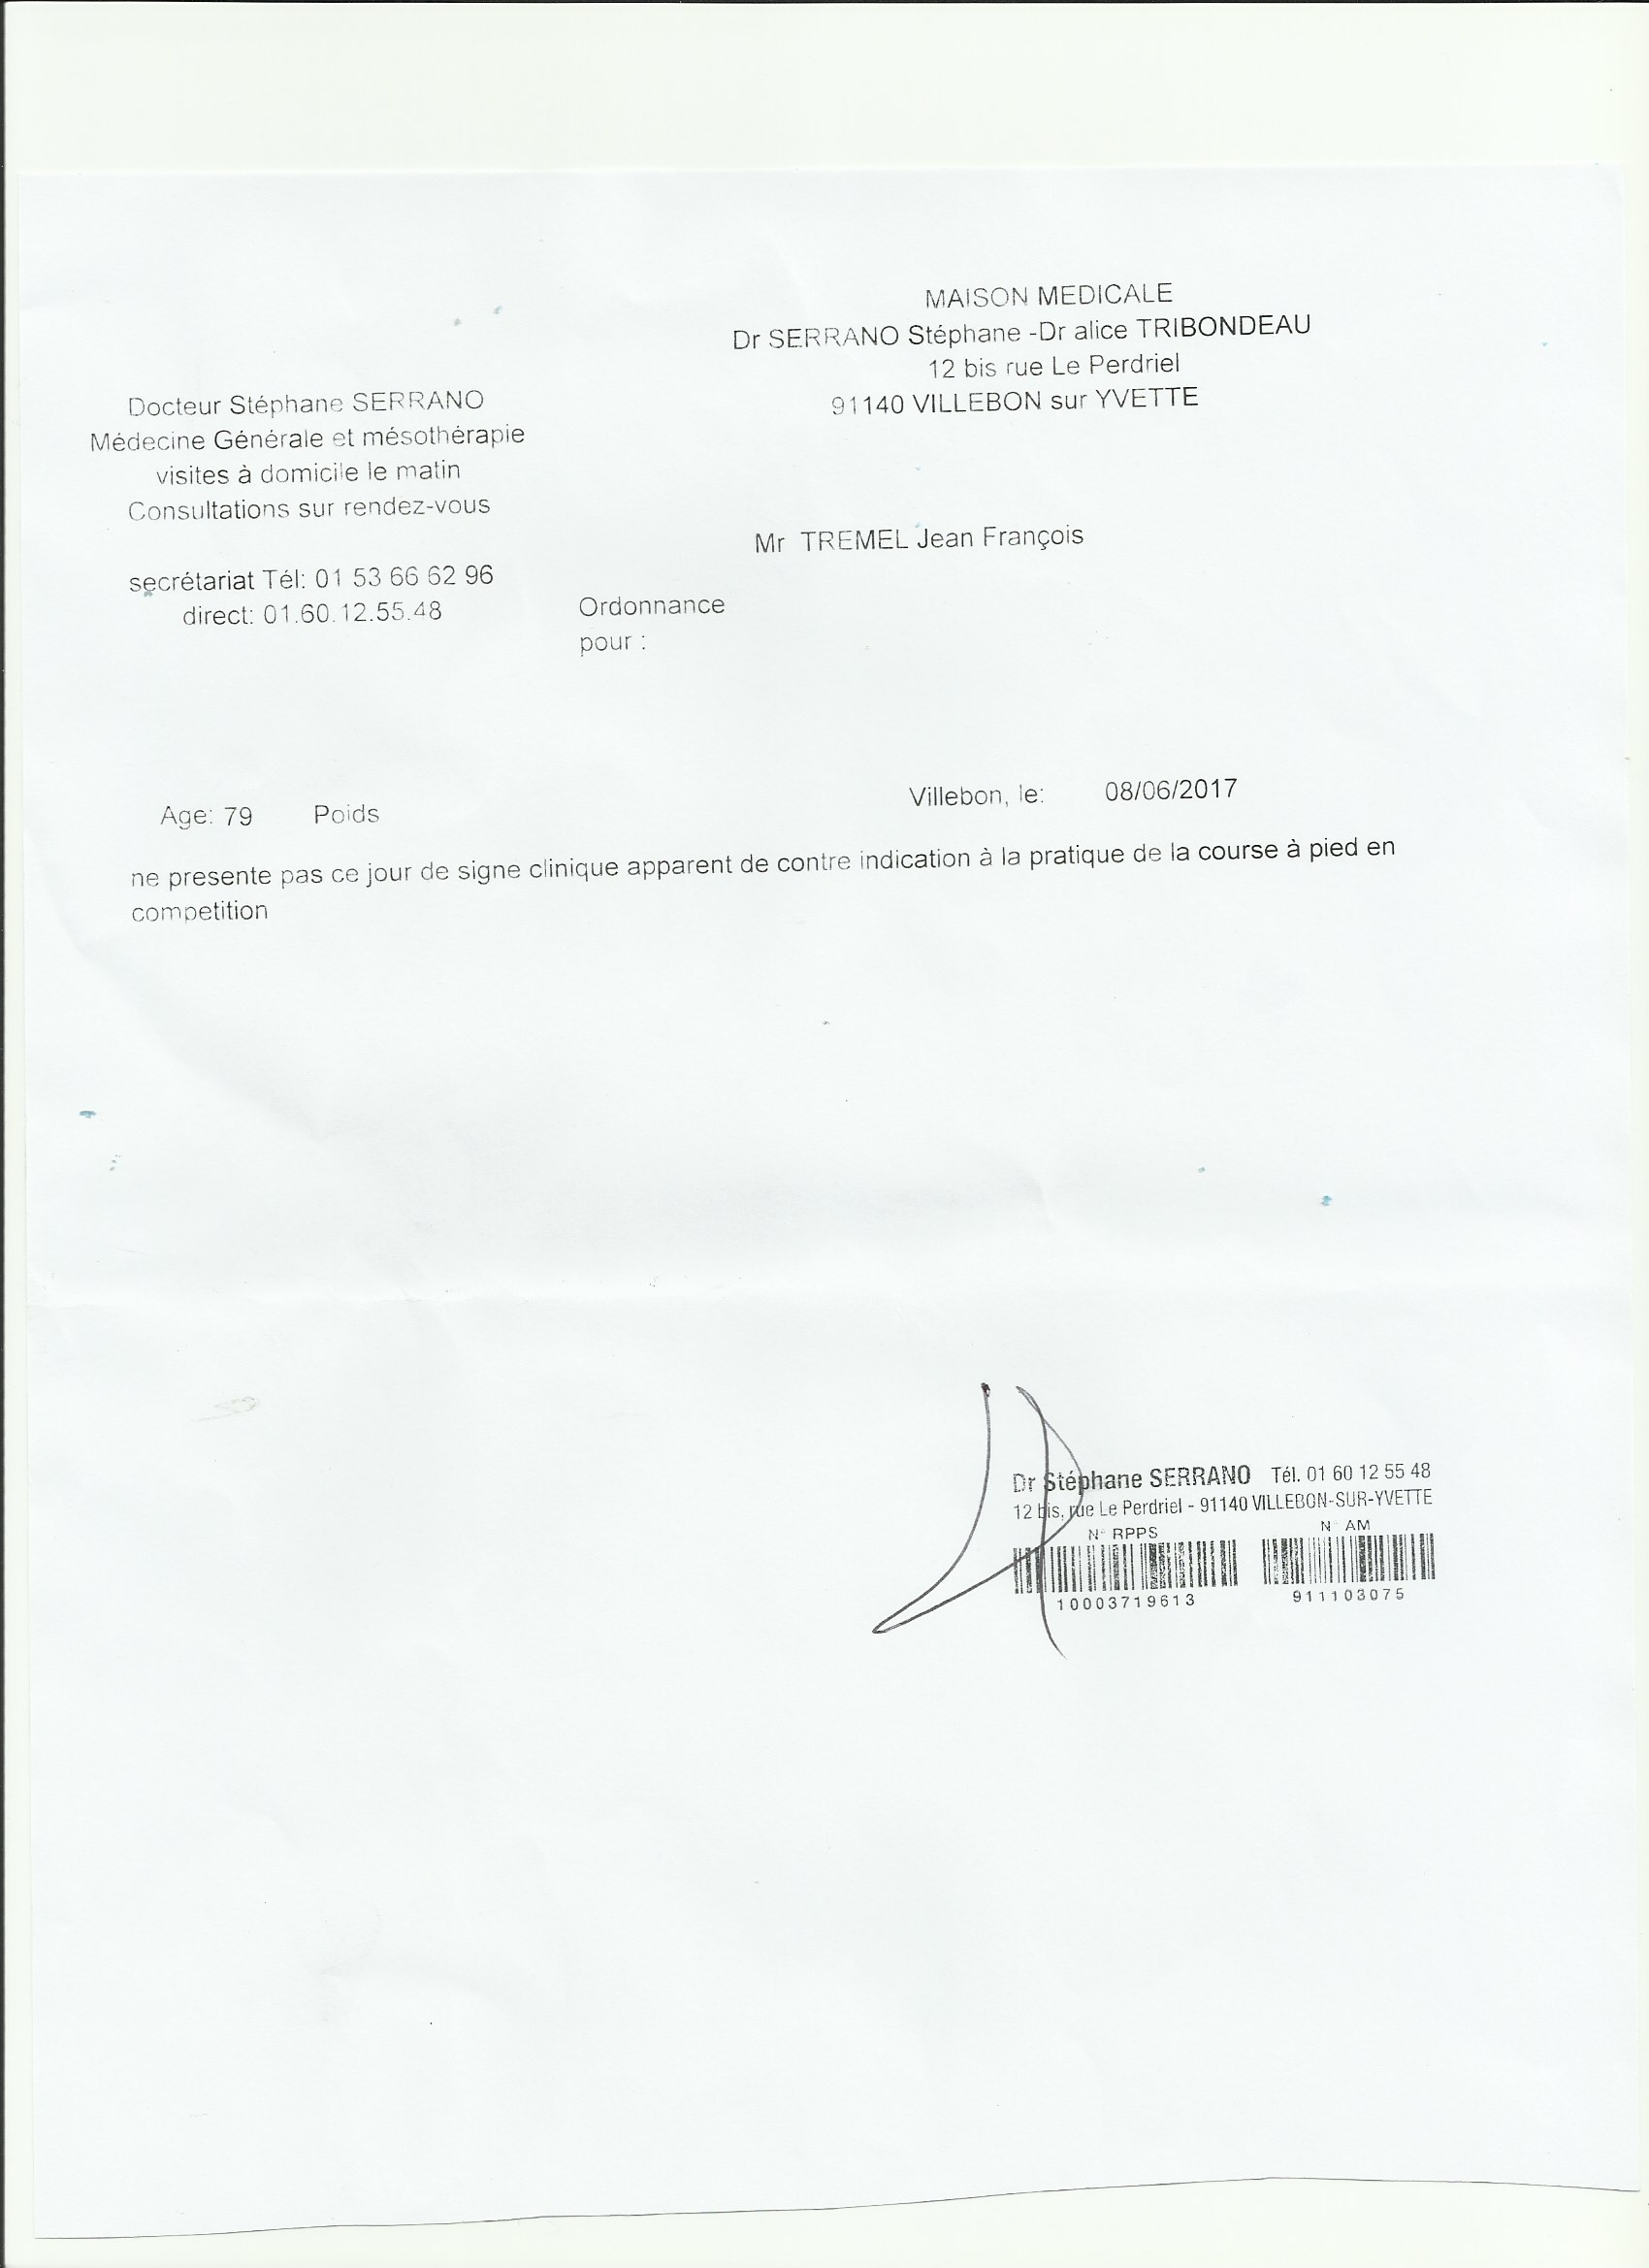 MAISON MEDICALE
Dr SERRANO Stéphane -Dr alice TRIBONDEAU
12 bis rue Le Perdriel
91140 VILLEBON sur YVETTE
Docteur Stéphane SERRANO
Médecine Générale et mésothérapie
visites à domicile le matin
Consultations sur rendez-vous
secrétariat Tél: 01 53 66 62 96
direct: 01.60.12.55.48
Mr TREMEL Jean François
Ordonnance
pour :
Age: 79 Poids
Villebon, le: 08/06/2017
ne presente pas ce jour de signe clinique apparent de contre indication à la pratique de la course à pied en
competition
Dr Stéphane SERRANO Tél. 01 60 12 55 48
12 bis, rue Le Perdriel - 91140 VILLEBON-SUR-YVETTE
N° RPPS N° AM
10003719613 911103075